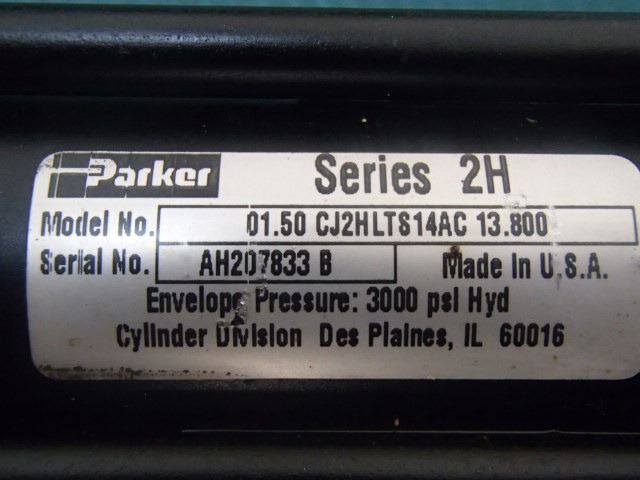 Parker Series 2H
Model No. 01.50 CJ2HLTS14AC 13.800
Serial No. AH207833 B Made In U.S.A.
Envelope Pressure: 3000 psi Hyd
Cylinder Division Des Plaines, IL 60016